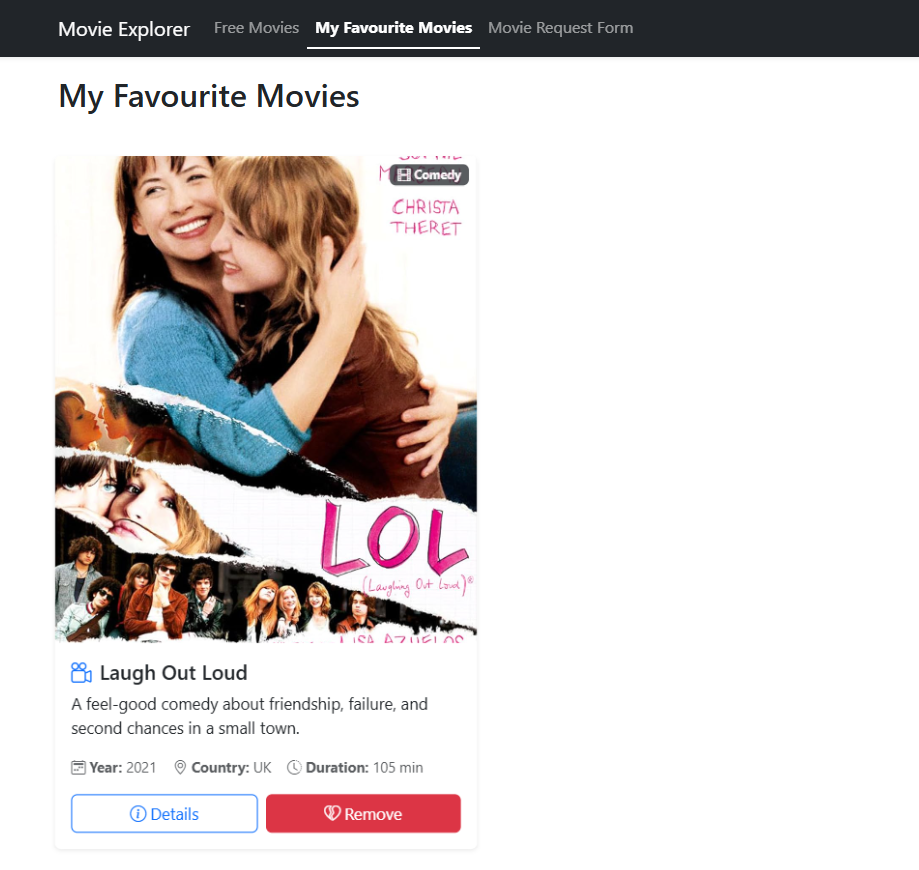 Movie Explorer Free Movies My Favourite Movies Movie Request Form
My Favourite Movies
Comedy
CHRISTA
THERET
LOL
(Laughing Out Loud)®
LISA AZUELOS
Laugh Out Loud
A feel-good comedy about friendship, failure, and
second chances in a small town.
Year: 2021 Country: UK Duration: 105 min
Details Remove